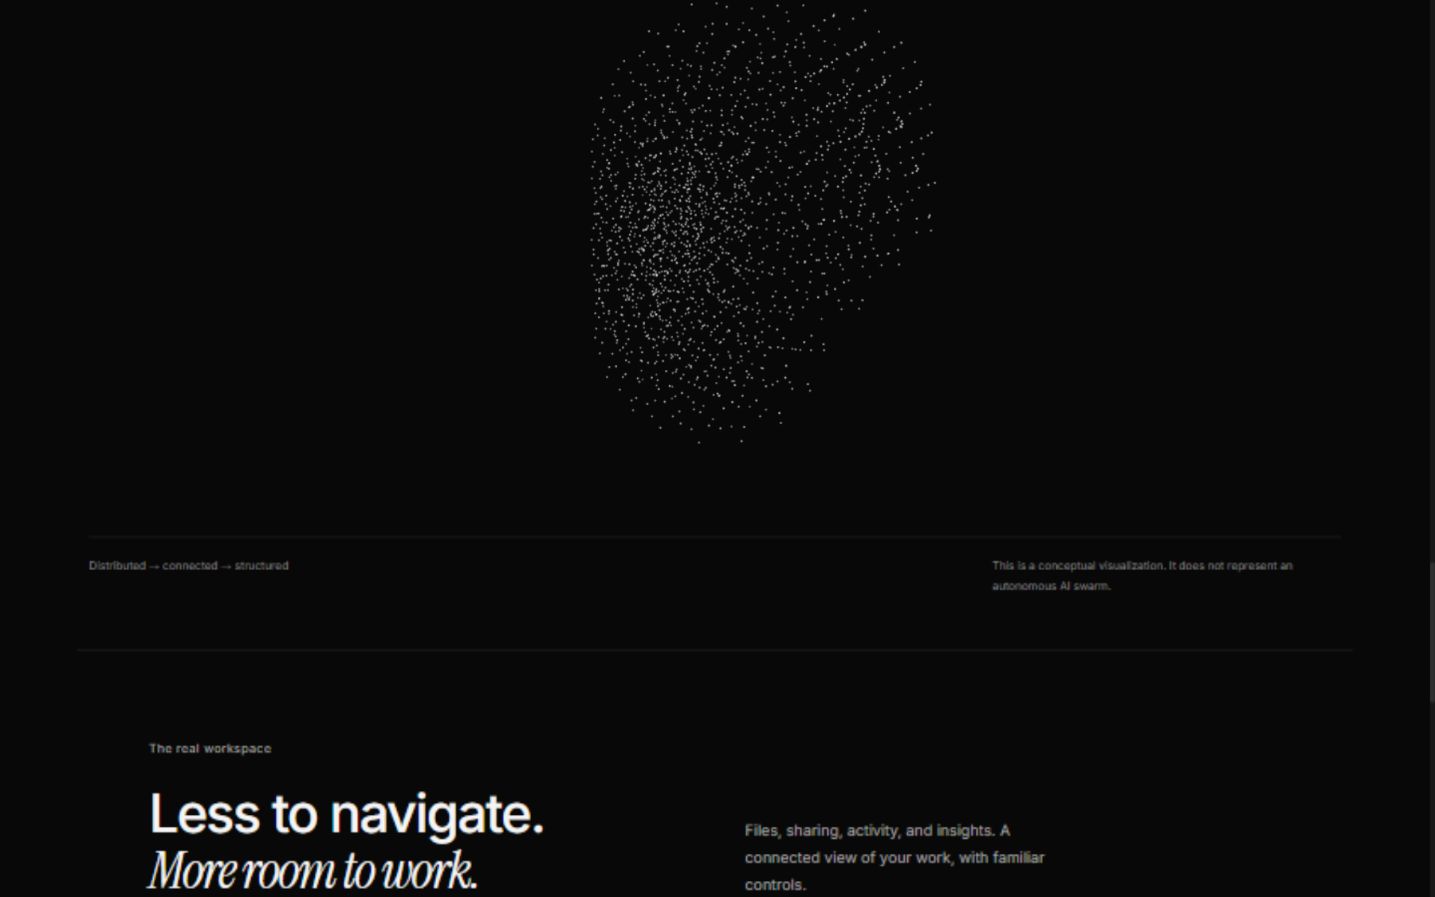 Distributed → connected → structured
This is a conceptual visualization. It does not represent an
autonomous AI swarm.
The real workspace
Less to navigate.
More room to work.
Files, sharing, activity, and insights. A
connected view of your work, with familiar
controls.